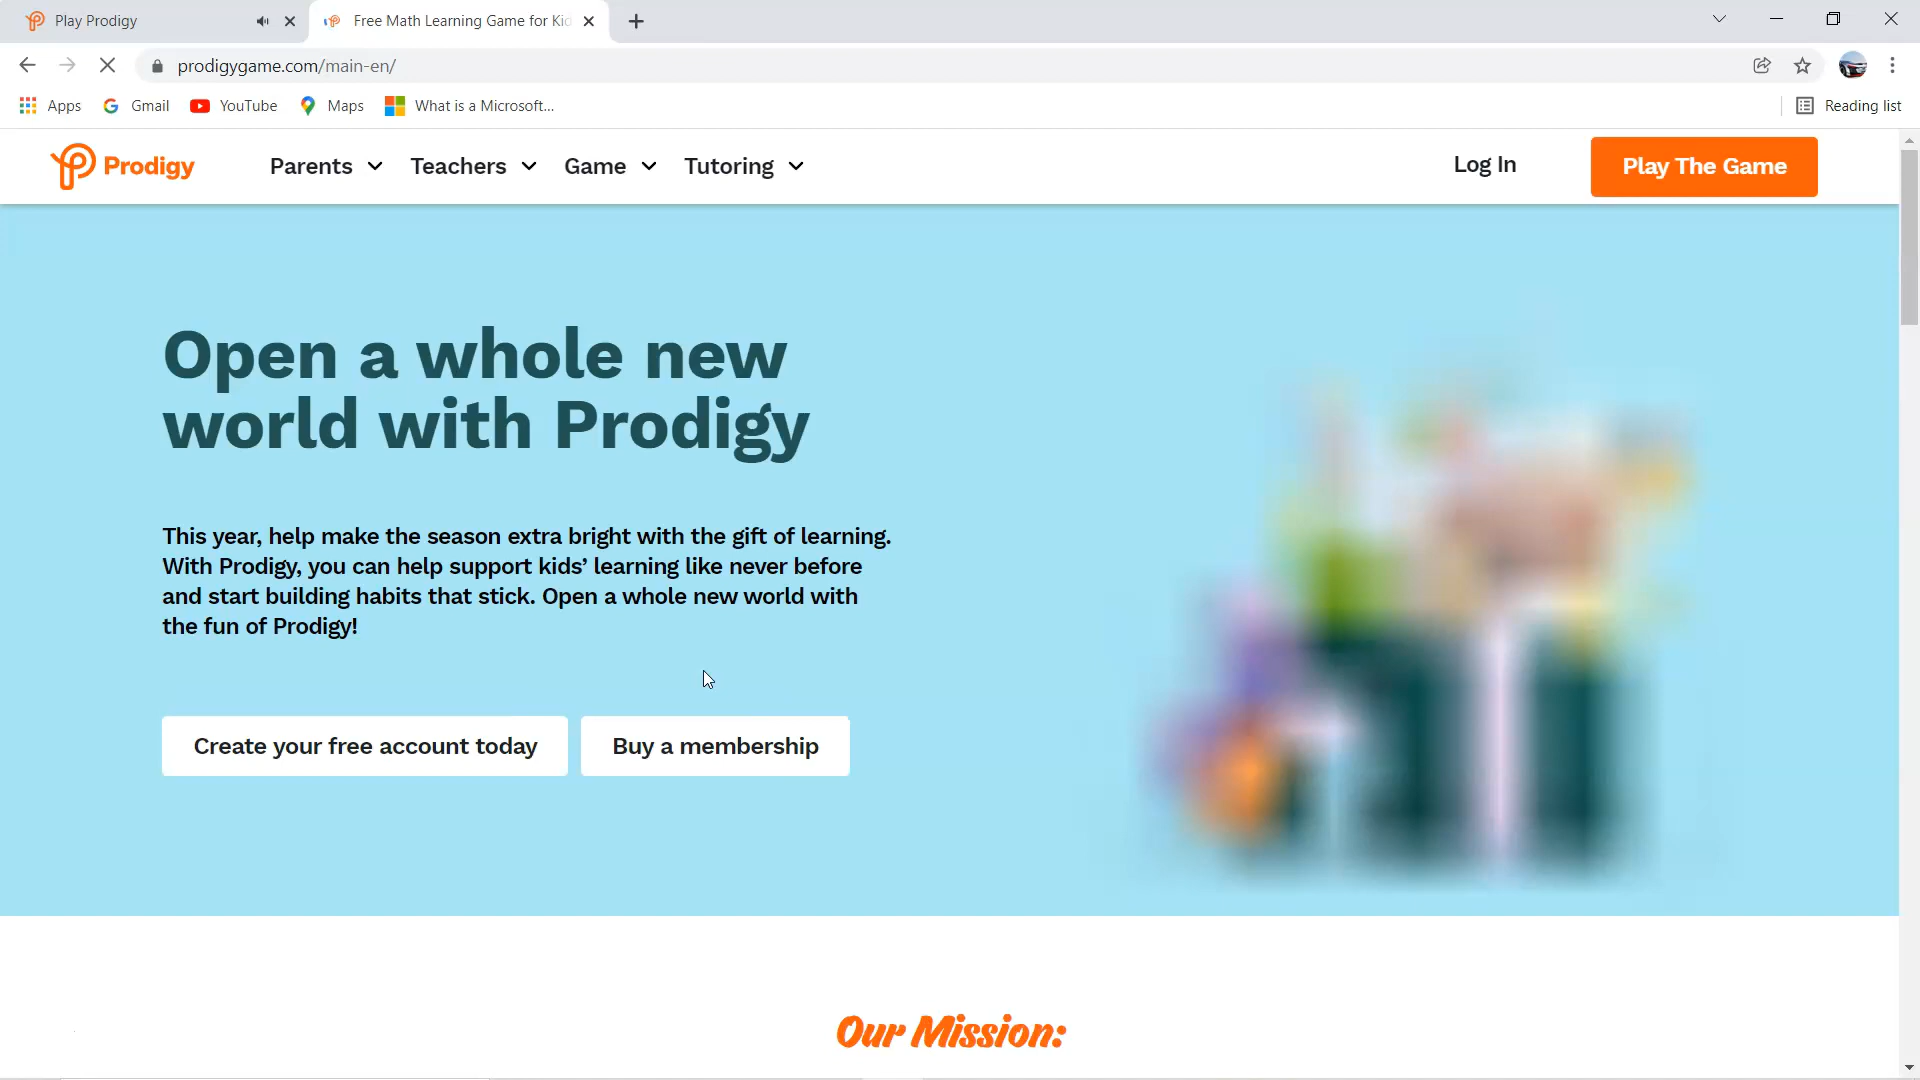 Play Prodigy
Free Math Learning Game for Kid
prodigygame.com/main-en/
Apps
Gmail
YouTube
Maps
What is a Microsoft...
Reading list
Prodigy
Parents
Teachers
Game
Tutoring
Log In
Play The Game
Open a whole new
world with Prodigy
This year, help make the season extra bright with the gift of learning.
With Prodigy, you can help support kids’ learning like never before
and start building habits that stick. Open a whole new world with
the fun of Prodigy!
Create your free account today
Buy a membership
Our Mission: